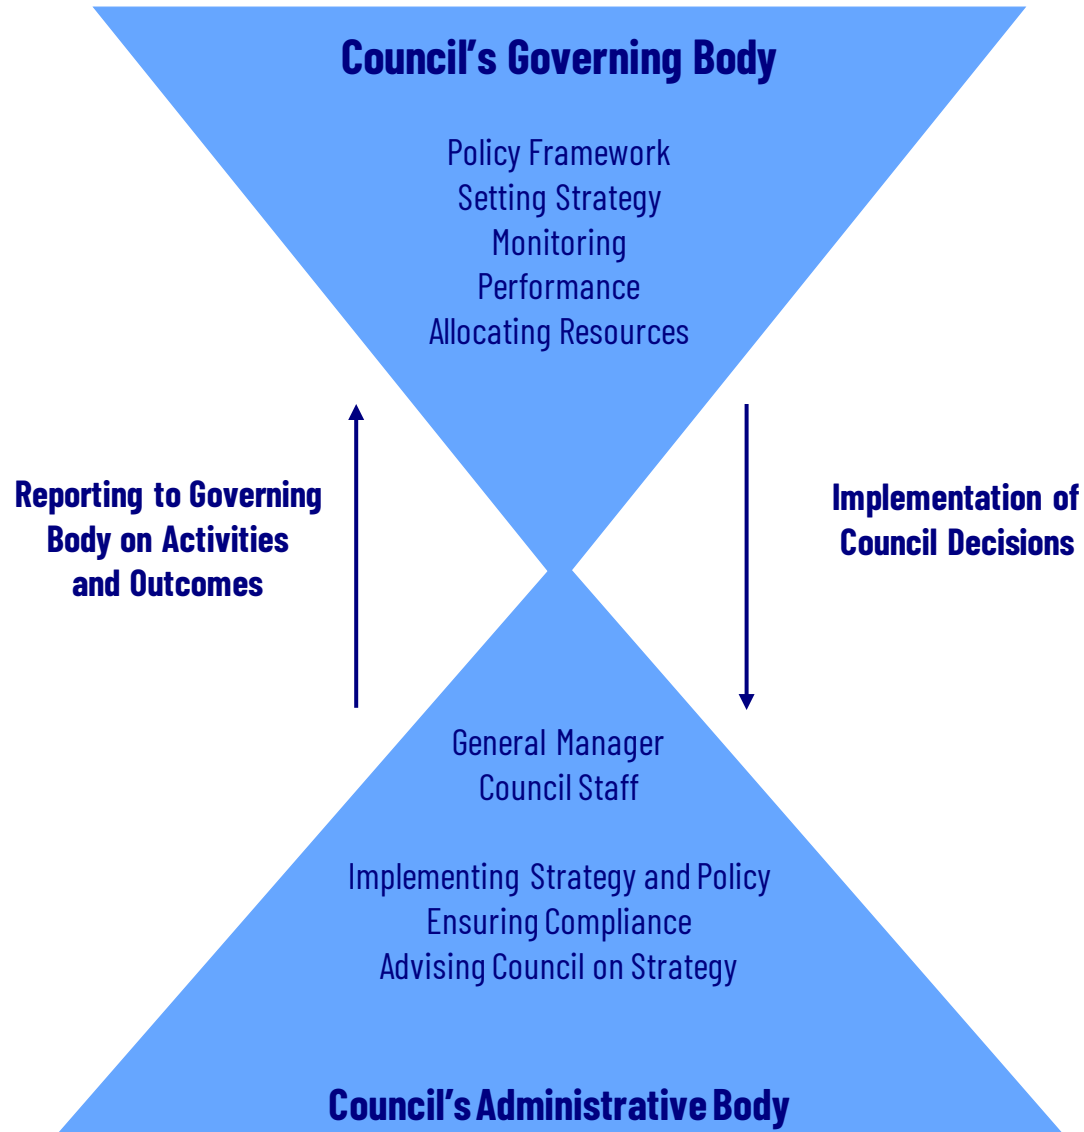 Council's Governing Body
Policy Framework
Setting Strategy
Monitoring
Performance
Allocating Resources
Reporting to Governing
Body on Activities
and Outcomes
Implementation of
Council Decisions
General Manager
Council Staff
Implementing Strategy and Policy
Ensuring Compliance
Advising Council on Strategy
Council's Administrative Body